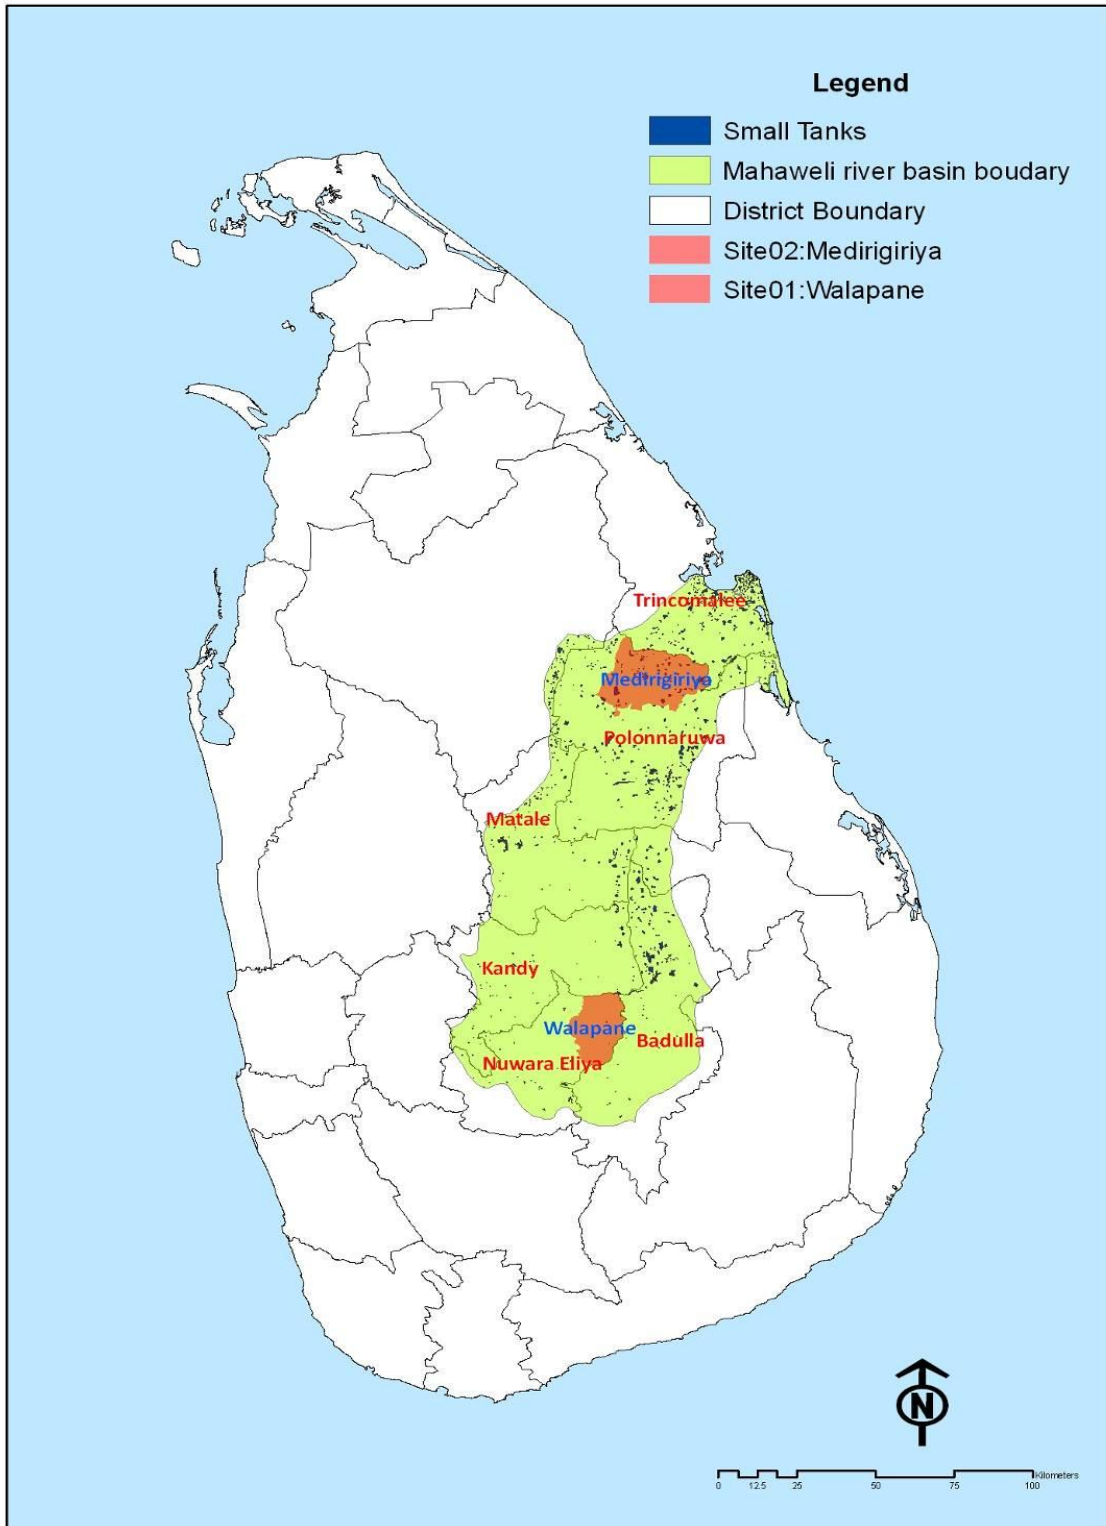 Legend
Small Tanks
Mahaweli river basin boudary
District Boundary
Site02:Medirigiriya
Site01:Walapane
Trincomalee
Medirigiriya
Polonnaruwa
Matale
Kandy
Walapane
Badulla
Nuwara Eliya
N
Kilometers
0 12.5 25 50 75 100